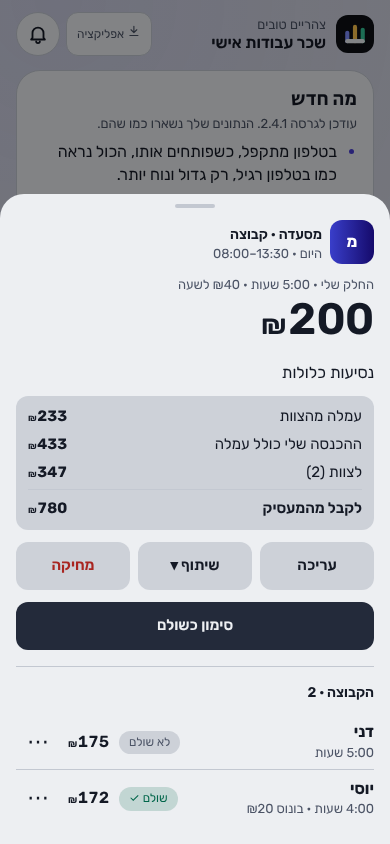 צהריים טובים
שכר עבודות אישי
אפליקציה
מה חדש
עודכן לגרסה 2.4.1. הנתונים שלך נשארו כמו שהם.
• בטלפון מתקפל, כשפותחים אותו, הכול נראה
כמו בטלפון רגיל, רק גדול ונוח יותר.
מ
מסעדה • קבוצה
היום • 08:00–13:30
החלק שלי • 5:00 שעות • ₪40 לשעה
₪200
נסיעות כלולות
עמלה מהצוות ₪233
ההכנסה שלי כולל עמלה ₪433
לצוות (2) ₪347
לקבל מהמעסיק ₪780
עריכה
שיתוף ▾
מחיקה
סימון כשולם
הקבוצה • 2
דני
5:00 שעות
לא שולם
₪175
⋯
יוסי
4:00 שעות • בונוס ₪20
שולם ✓
₪172
⋯